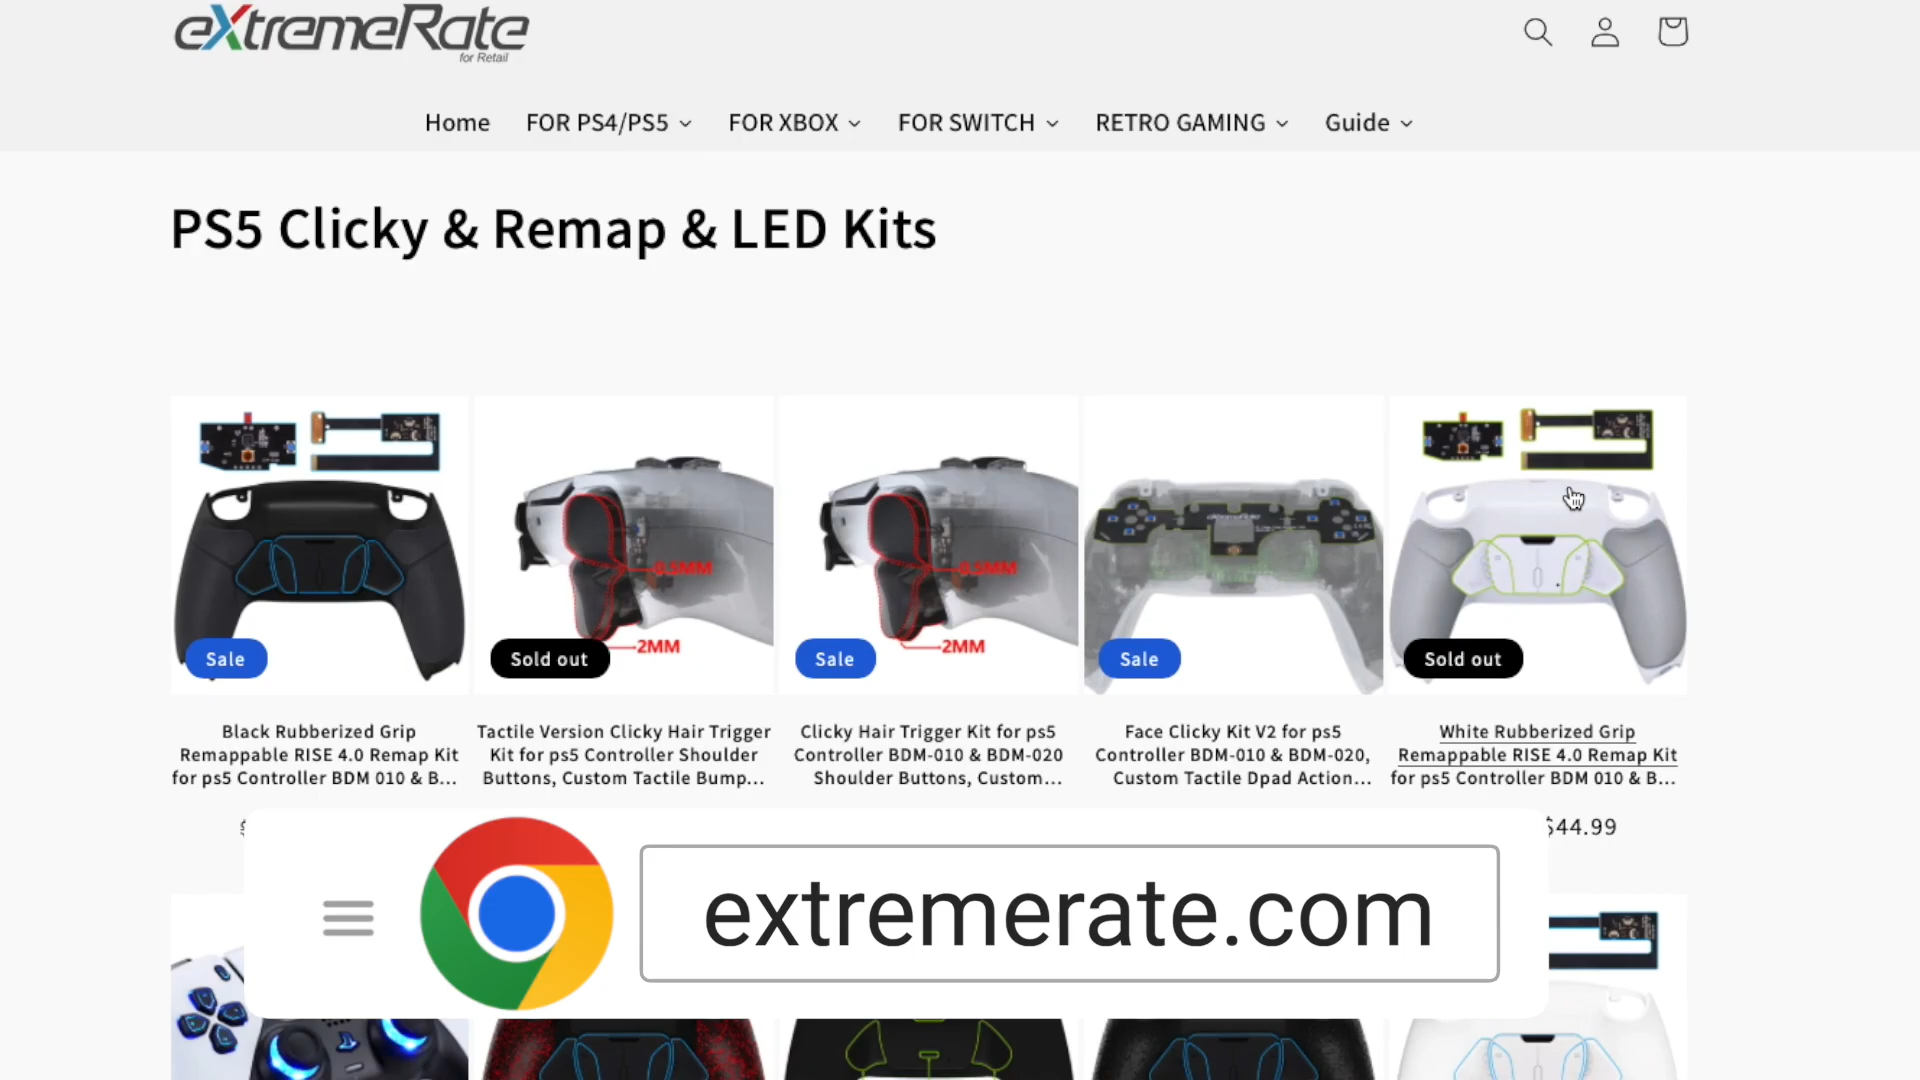 eXtremeRate
for Retail
Home FOR PS4/PS5 FOR XBOX FOR SWITCH RETRO GAMING Guide
PS5 Clicky & Remap & LED Kits
0.5MM
2MM
0.5MM
2MM
eXtremeRate
Sale
Sold out
Sale
Sale
Sold out
Black Rubberized Grip
Remappable RISE 4.0 Remap Kit
for ps5 Controller BDM 010 & B...
Tactile Version Clicky Hair Trigger
Kit for ps5 Controller Shoulder
Buttons, Custom Tactile Bump...
Clicky Hair Trigger Kit for ps5
Controller BDM-010 & BDM-020
Shoulder Buttons, Custom...
Face Clicky Kit V2 for ps5
Controller BDM-010 & BDM-020,
Custom Tactile Dpad Action...
White Rubberized Grip
Remappable RISE 4.0 Remap Kit
for ps5 Controller BDM 010 & B...
$44.99
extremerate.com